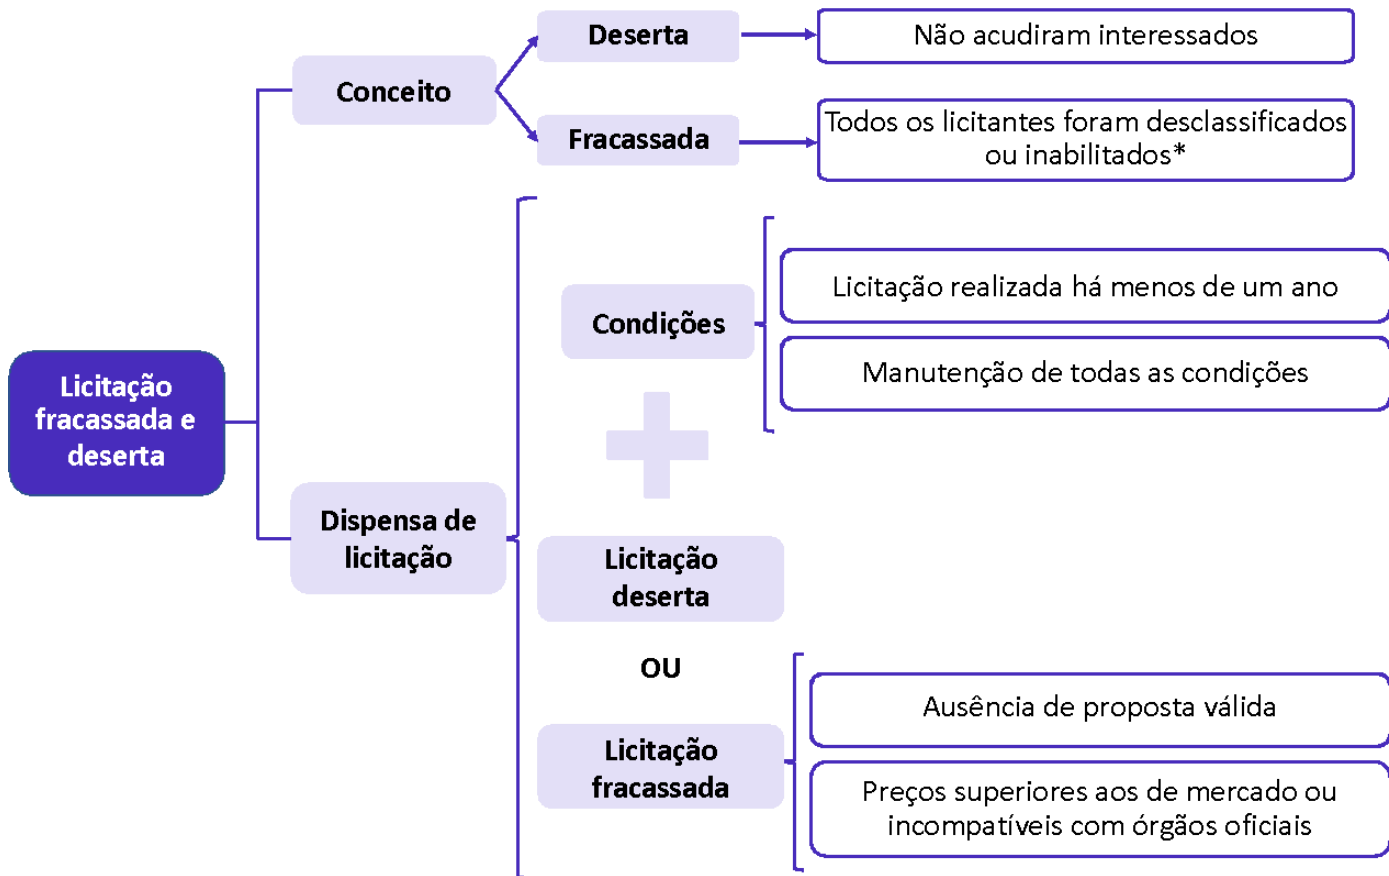 Licitação
fracassada e
deserta
Conceito
Deserta
Não acudiram interessados
Fracassada
Todos os licitantes foram desclassificados
ou inabilitados*
Dispensa de
licitação
Condições
Licitação realizada há menos de um ano
Manutenção de todas as condições
Licitação
deserta
OU
Licitação
fracassada
Ausência de proposta válida
Preços superiores aos de mercado ou
incompatíveis com órgãos oficiais